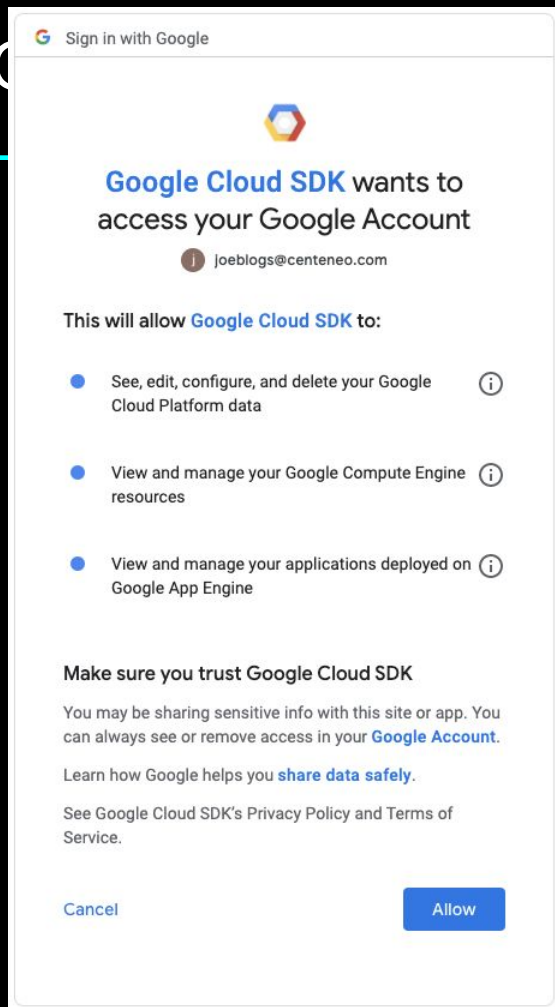 Sign in with Google
Google Cloud SDK wants to
access your Google Account
j joeblogs@centeneo.com
This will allow Google Cloud SDK to:
See, edit, configure, and delete your Google
Cloud Platform data
View and manage your Google Compute Engine
resources
View and manage your applications deployed on
Google App Engine
Make sure you trust Google Cloud SDK
You may be sharing sensitive info with this site or app. You
can always see or remove access in your Google Account.
Learn how Google helps you share data safely.
See Google Cloud SDK's Privacy Policy and Terms of
Service.
Cancel
Allow